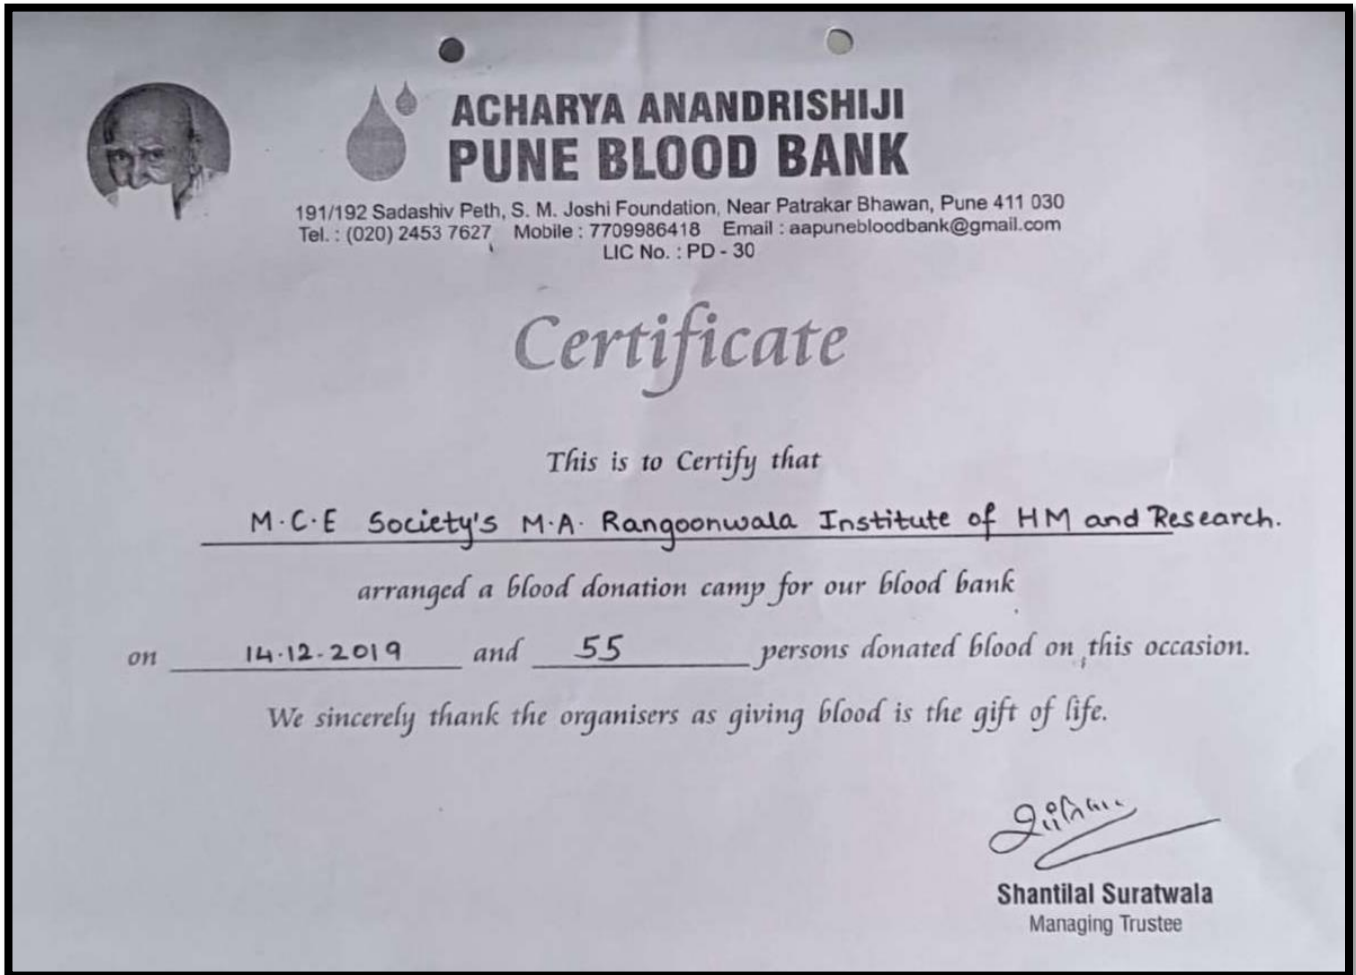 ACHARYA ANANDRISHIJI
PUNE BLOOD BANK
191/192 Sadashiv Peth, S. M. Joshi Foundation, Near Patrakar Bhawan, Pune 411 030
Tel. : (020) 2453 7627 Mobile : 7709986418 Email : aapunebloodbank@gmail.com
LIC No. : PD - 30
Certificate
This is to Certify that
M.C.E Society's M.A. Rangoonwala Institute of HM and Research.
arranged a blood donation camp for our blood bank
on 14.12.2019 and 55 persons donated blood on this occasion.
We sincerely thank the organisers as giving blood is the gift of life.
Shantilal Suratwala
Managing Trustee